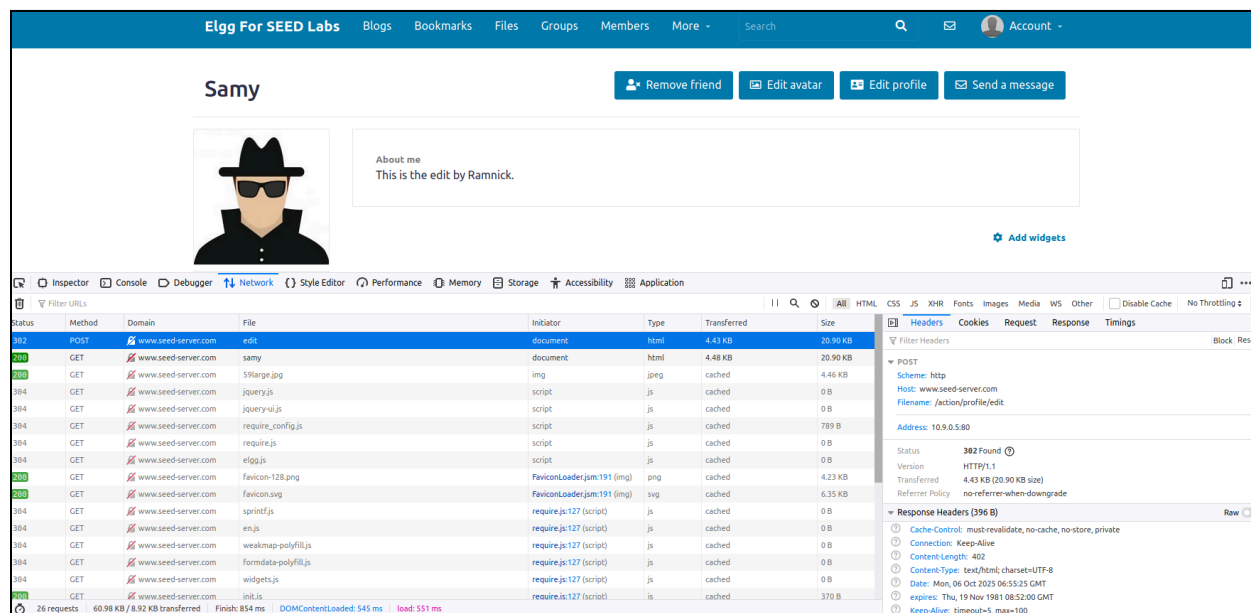 Elgg For SEED Labs Blogs Bookmarks Files Groups Members More Search Account
Samy
Remove friend Edit avatar Edit profile Send a message
About me
This is the edit by Ramnick.
Add widgets
Inspector Console Debugger Network {} Style Editor Performance Memory Storage Accessibility Application
Filter URLs All HTML CSS JS XHR Fonts Images Media WS Other Disable Cache No Throttling
Status Method Domain File Initiator Type Transferred Size
302 POST www.seed-server.com edit document html 4.43 KB 20.90 KB
200 GET www.seed-server.com samy document html 4.48 KB 20.90 KB
200 GET www.seed-server.com 59large.jpg img jpeg cached 4.46 KB
304 GET www.seed-server.com jquery.js script js cached 0 B
304 GET www.seed-server.com jquery-ui.js script js cached 0 B
304 GET www.seed-server.com require_config.js script js cached 789 B
304 GET www.seed-server.com require.js script js cached 0 B
304 GET www.seed-server.com elgg.js script js cached 0 B
200 GET www.seed-server.com favicon-128.png FaviconLoader.jsm:191 (img) png cached 4.23 KB
200 GET www.seed-server.com favicon.svg FaviconLoader.jsm:191 (img) svg cached 6.35 KB
304 GET www.seed-server.com sprintf.js require.js:127 (script) js cached 0 B
304 GET www.seed-server.com en.js require.js:127 (script) js cached 0 B
304 GET www.seed-server.com weakmap-polyfill.js require.js:127 (script) js cached 0 B
304 GET www.seed-server.com formdata-polyfill.js require.js:127 (script) js cached 0 B
304 GET www.seed-server.com widgets.js require.js:127 (script) js cached 0 B
200 GET www.seed-server.com init.js require.js:127 (script) js cached 370 B
26 requests 60.98 KB / 8.92 KB transferred Finish: 854 ms DOMContentLoaded: 545 ms load: 551 ms
Headers Cookies Request Response Timings
Filter Headers Block Res
POST
Scheme: http
Host: www.seed-server.com
Filename: /action/profile/edit
Address: 10.9.0.5:80
Status 302 Found
Version HTTP/1.1
Transferred 4.43 KB (20.90 KB size)
Referrer Policy no-referrer-when-downgrade
Response Headers (396 B) Raw
Cache-Control: must-revalidate, no-cache, no-store, private
Connection: Keep-Alive
Content-Length: 402
Content-Type: text/html; charset=UTF-8
Date: Mon, 06 Oct 2025 06:55:25 GMT
expires: Thu, 19 Nov 1981 08:52:00 GMT
Keep-Alive: timeout=5, max=100